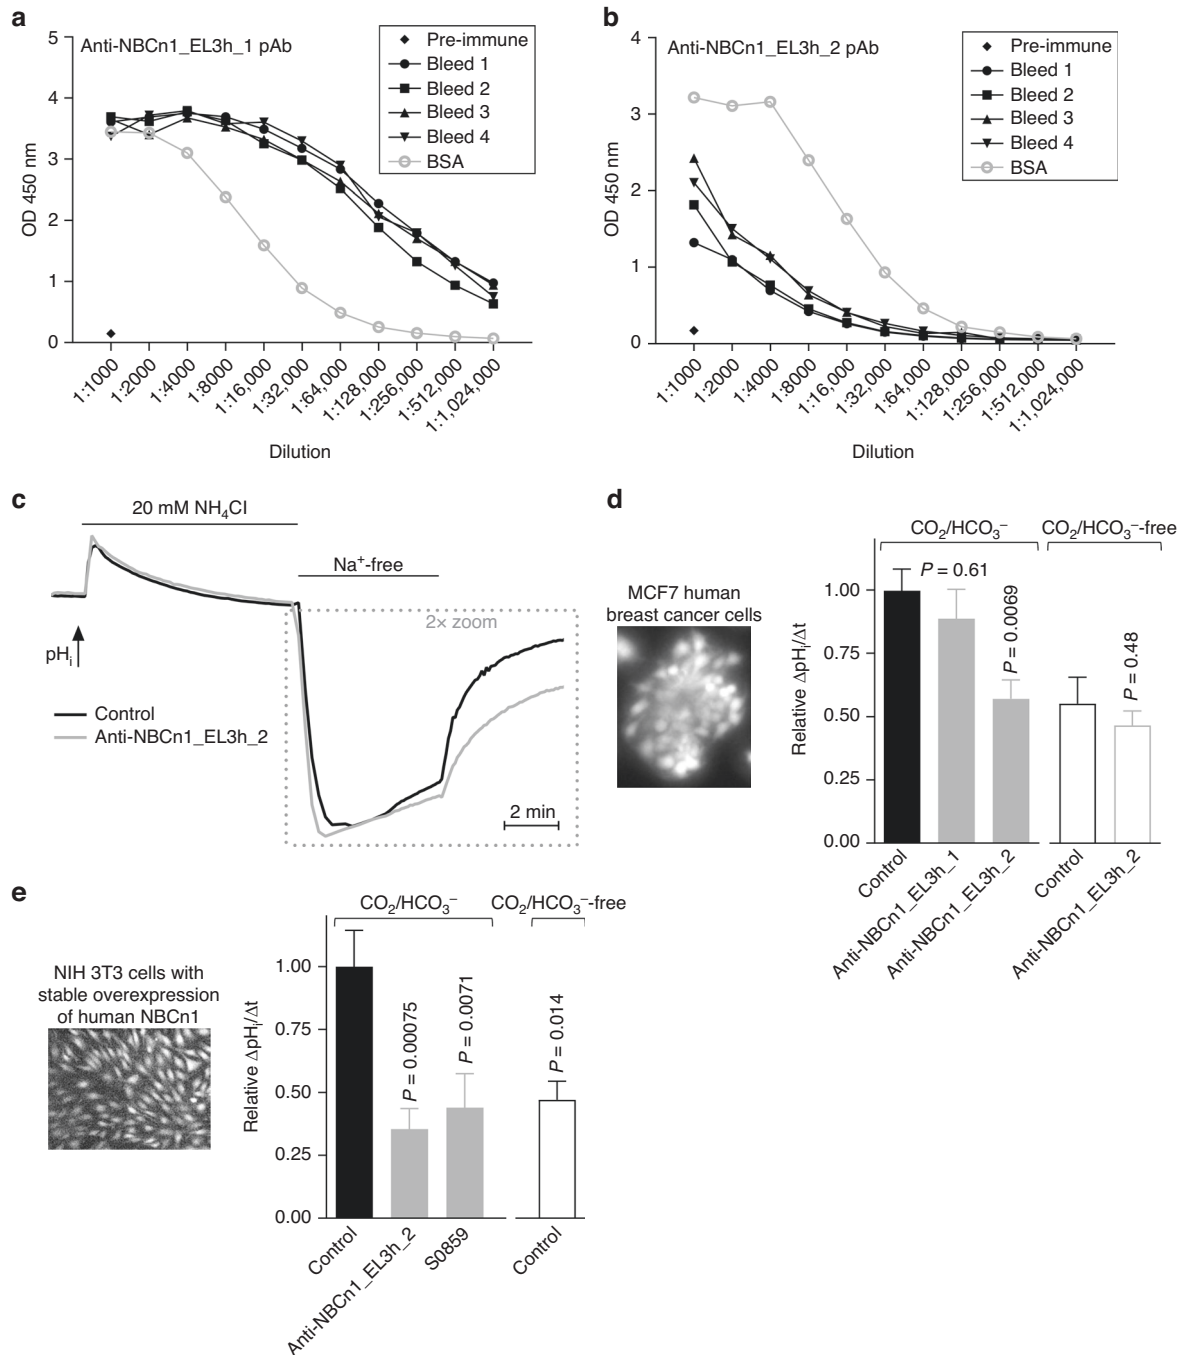 a
Anti-NBCn1_EL3h_1 pAb
Pre-immune
Bleed 1
Bleed 2
Bleed 3
Bleed 4
BSA
OD 450 nm
5
4
3
2
1
0
1:1000
1:2000
1:4000
1:8000
1:16,000
1:32,000
1:64,000
1:128,000
1:256,000
1:512,000
1:1,024,000
Dilution
b
Anti-NBCn1_EL3h_2 pAb
Pre-immune
Bleed 1
Bleed 2
Bleed 3
Bleed 4
BSA
OD 450 nm
4
3
2
1
0
1:1000
1:2000
1:4000
1:8000
1:16,000
1:32,000
1:64,000
1:128,000
1:256,000
1:512,000
1:1,024,000
Dilution
c
20 mM NH₄Cl
Na⁺-free
2× zoom
pHᵢ
Control
Anti-NBCn1_EL3h_2
2 min
d
MCF7 human
breast cancer cells
CO₂/HCO₃⁻
CO₂/HCO₃⁻-free
Relative ΔpHᵢ/Δt
1.00
0.75
0.50
0.25
0.00
P = 0.61
P = 0.0069
P = 0.48
Control
Anti-NBCn1_EL3h_1
Anti-NBCn1_EL3h_2
Control
Anti-NBCn1_EL3h_2
e
NIH 3T3 cells with
stable overexpression
of human NBCn1
CO₂/HCO₃⁻
CO₂/HCO₃⁻-free
Relative ΔpHᵢ/Δt
1.00
0.75
0.50
0.25
0.00
P = 0.00075
P = 0.0071
P = 0.014
Control
Anti-NBCn1_EL3h_2
S0859
Control